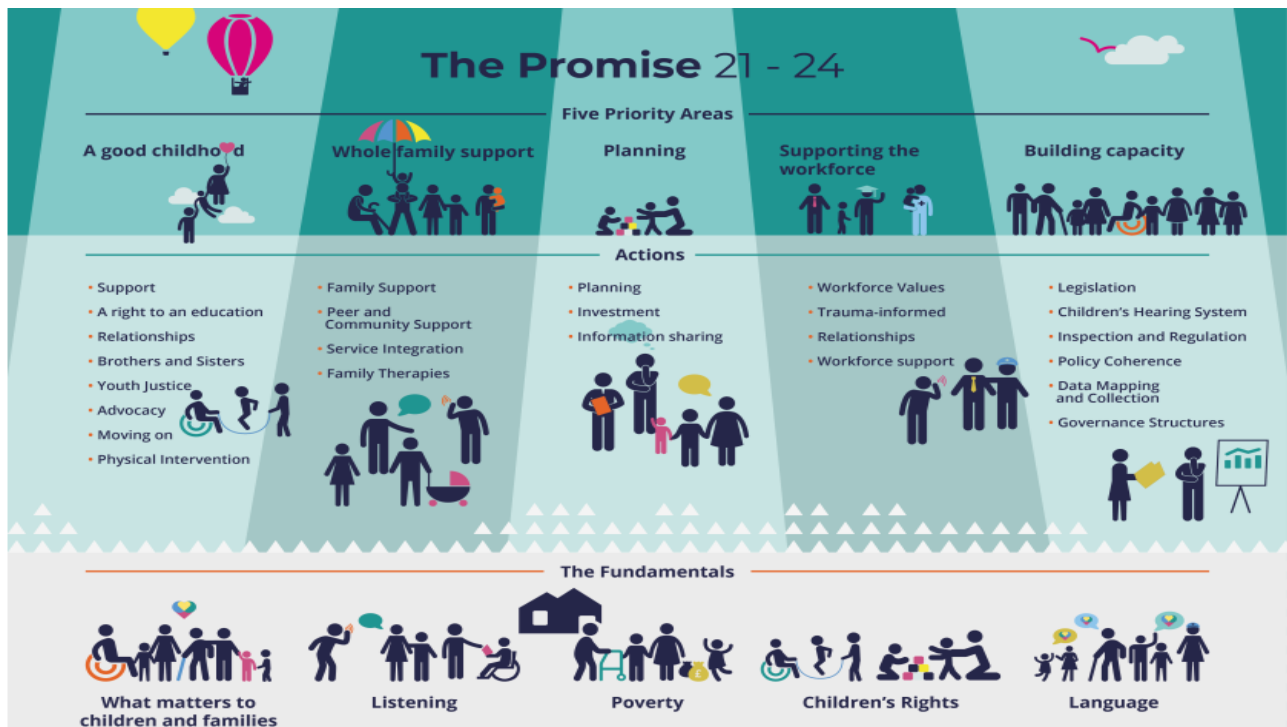 The Promise 21 - 24
Five Priority Areas
A good childhood
Whole family support
Planning
Supporting the
workforce
Building capacity
Actions
• Support
• A right to an education
• Relationships
• Brothers and Sisters
• Youth Justice
• Advocacy
• Moving on
• Physical Intervention
• Family Support
• Peer and
Community Support
• Service Integration
• Family Therapies
• Planning
• Investment
• Information sharing
• Workforce Values
• Trauma-informed
• Relationships
• Workforce support
• Legislation
• Children's Hearing System
• Inspection and Regulation
• Policy Coherence
• Data Mapping
and Collection
• Governance Structures
The Fundamentals
What matters to
children and families
Listening
£
Poverty
Children's Rights
Language